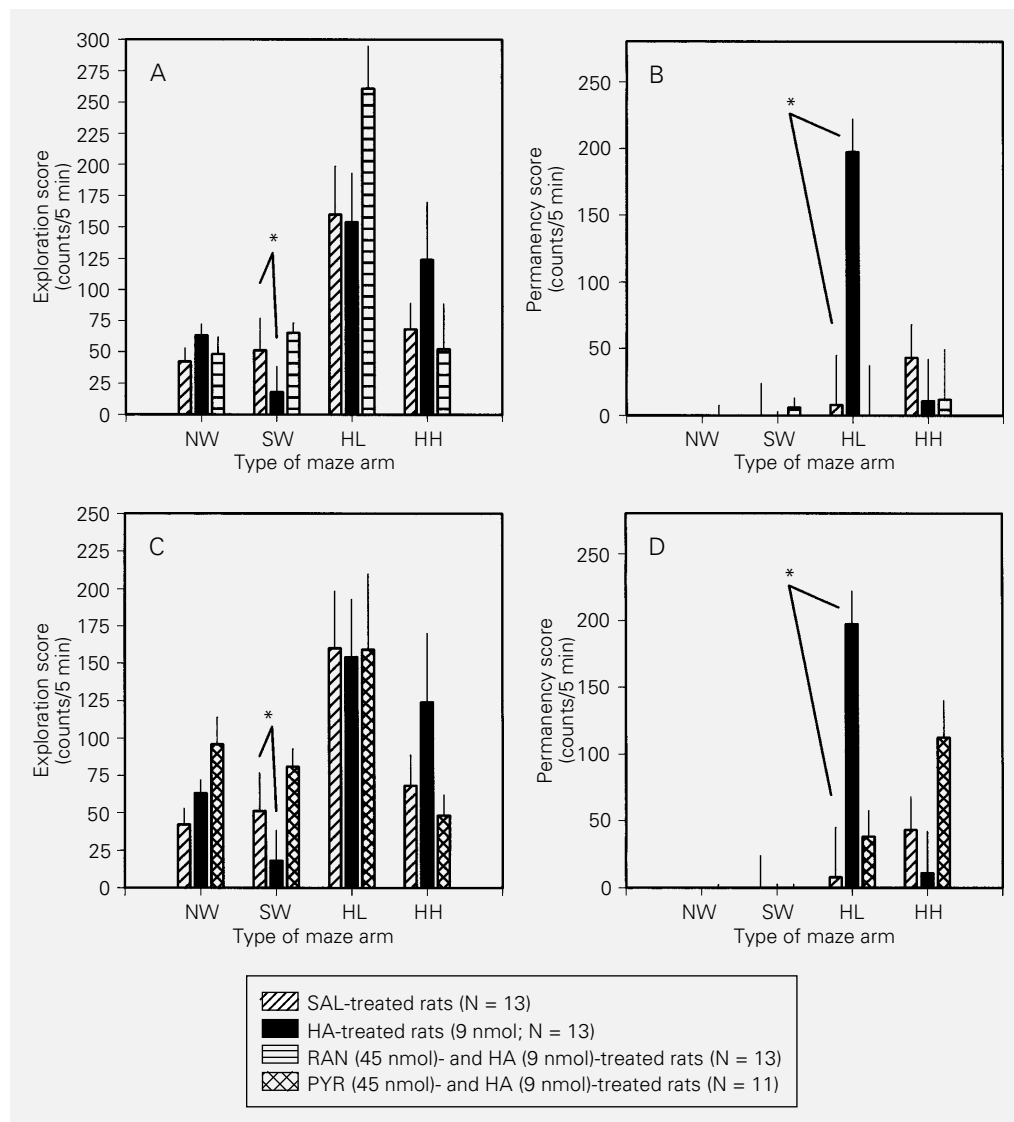 A
Exploration score
(counts/5 min)
300
275
250
225
200
175
150
125
100
75
50
25
0
*
NW SW HL HH
Type of maze arm
B
Permanency score
(counts/5 min)
250
200
150
100
50
0
*
NW SW HL HH
Type of maze arm
C
Exploration score
(counts/5 min)
250
225
200
175
150
125
100
75
50
25
0
*
NW SW HL HH
Type of maze arm
D
Permanency score
(counts/5 min)
250
200
150
100
50
0
*
NW SW HL HH
Type of maze arm
SAL-treated rats (N = 13)
HA-treated rats (9 nmol; N = 13)
RAN (45 nmol)- and HA (9 nmol)-treated rats (N = 13)
PYR (45 nmol)- and HA (9 nmol)-treated rats (N = 11)